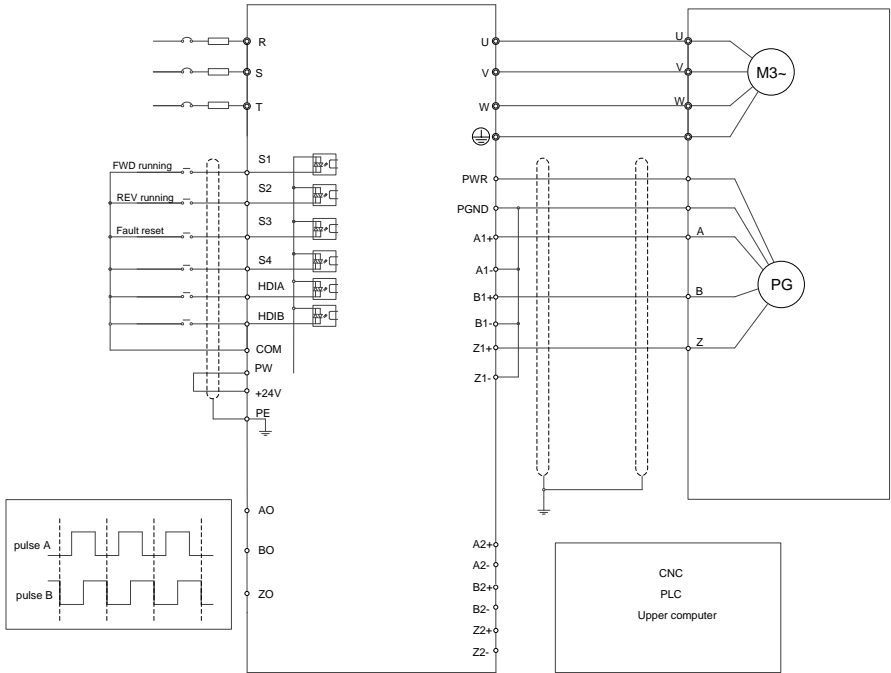 R
U
U
S
V
V
M3~
T
W
W
S1
FWD running
S2
PWR
REV running
PGND
S3
Fault reset
A1+
A
S4
A1-
HDIA
B1+
B
PG
HDIB
B1-
COM
Z1+
Z
PW
Z1-
+24V
PE
AO
pulse A
BO
pulse B
ZO
A2+
A2-
B2+
B2-
Z2+
Z2-
CNC
PLC
Upper computer